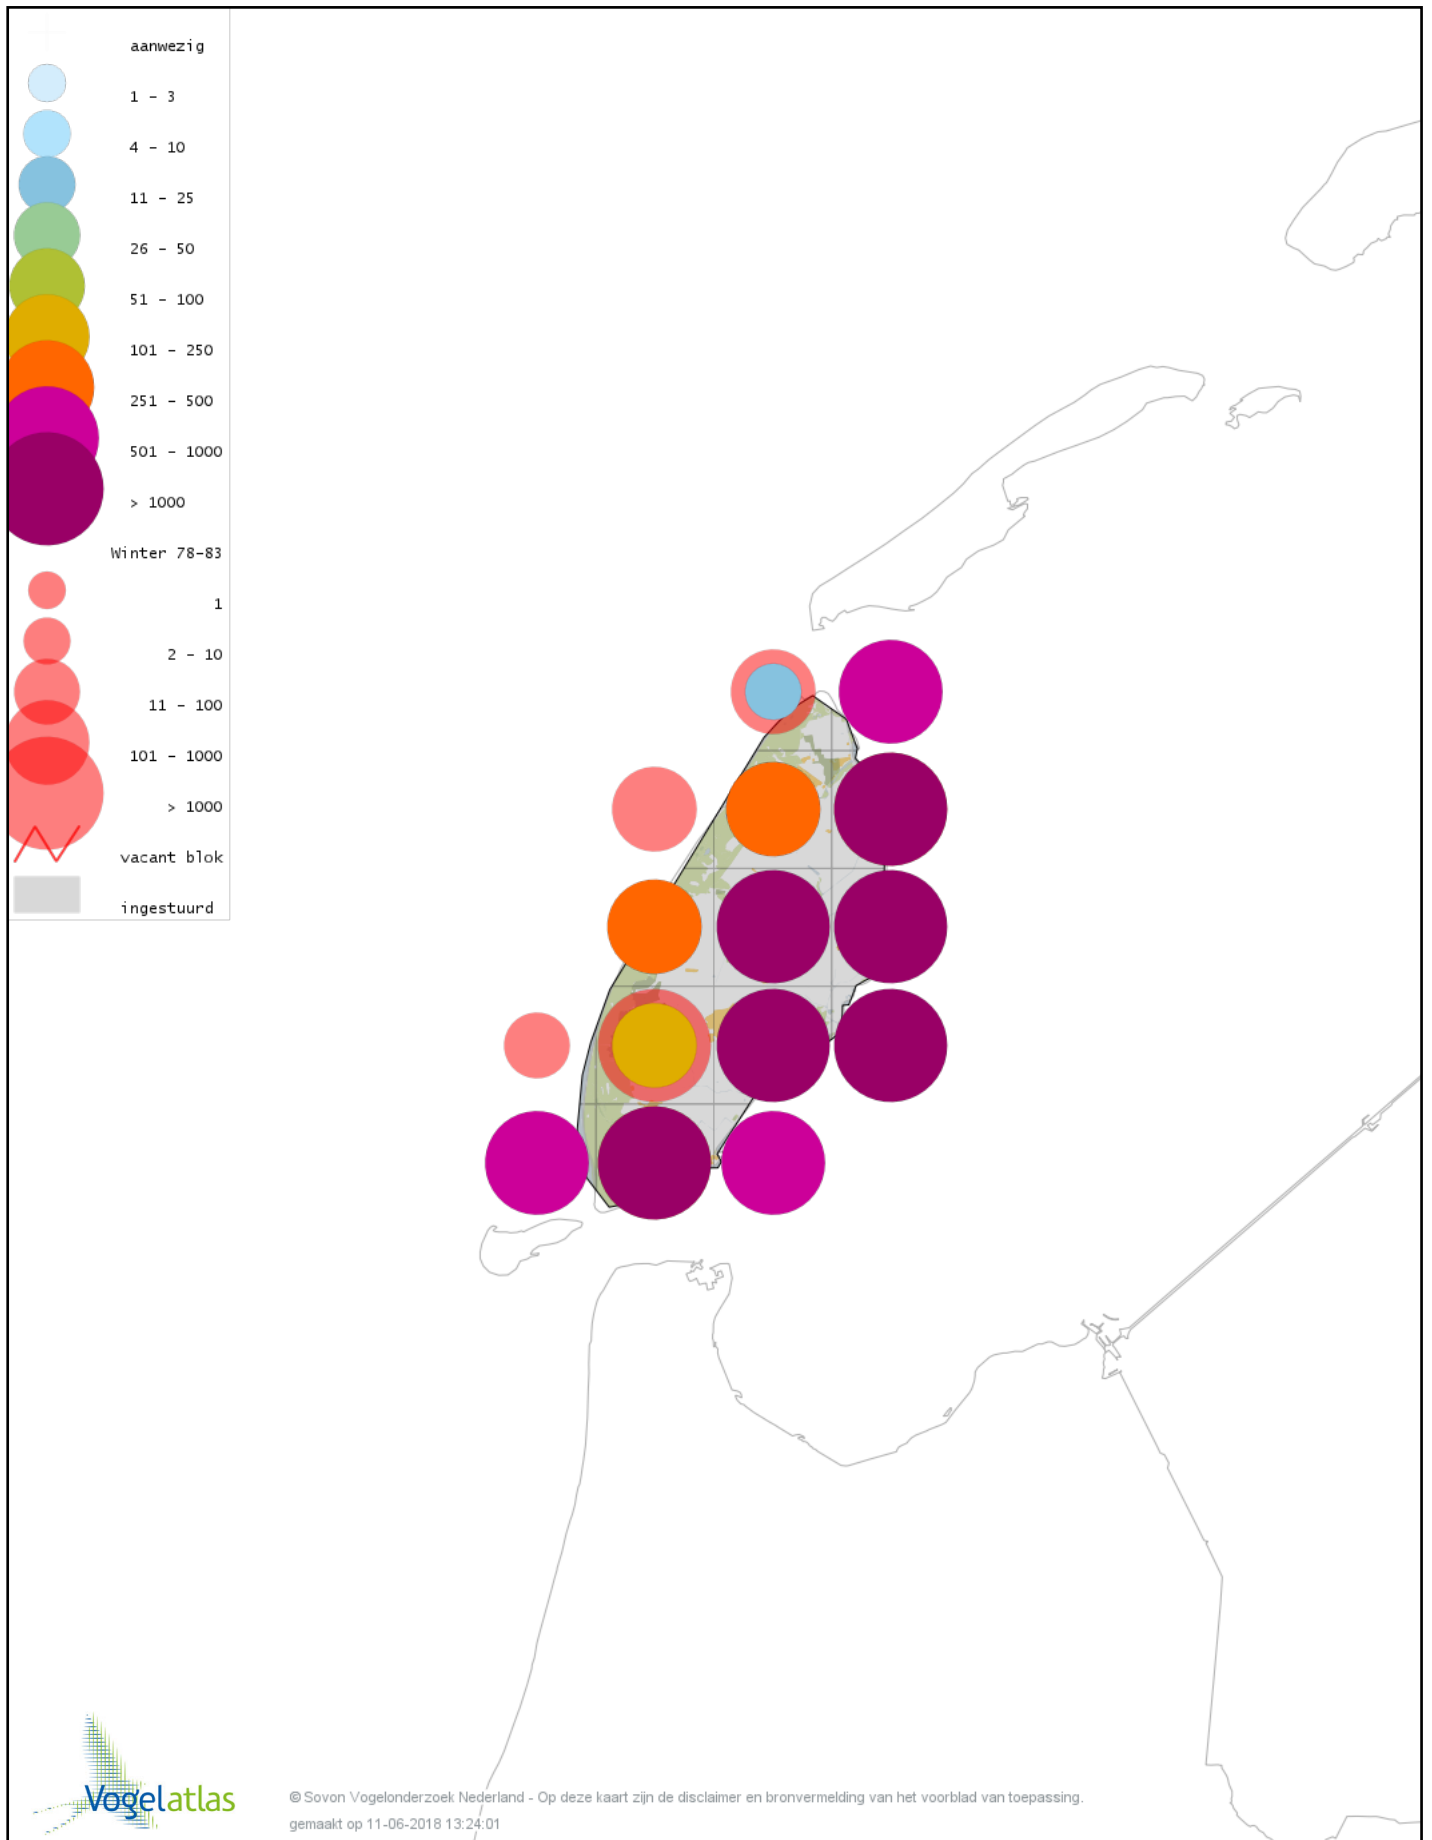 aanwezig
1 - 3
4 - 10
11 - 25
26 - 50
51 - 100
101 - 250
251 - 500
501 - 1000
> 1000
Winter 78-83
1
2 - 10
11 - 100
101 - 1000
> 1000
vacant blok
ingestuurd
Vogelatlas
© Sovon Vogelonderzoek Nederland - Op deze kaart zijn de disclaimer en bronvermelding van het voorblad van toepassing.
gemaakt op 11-06-2018 13:24:01